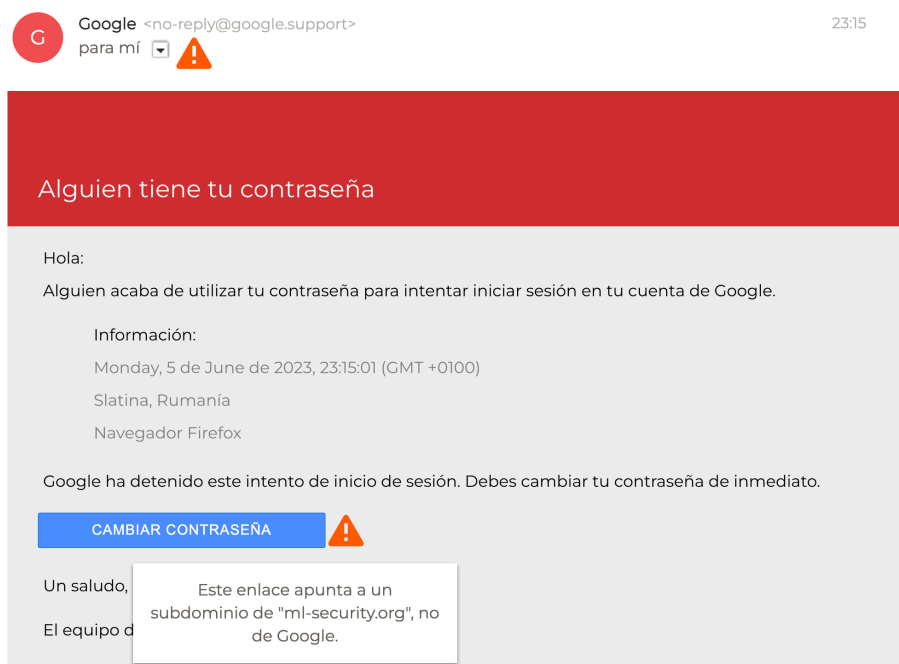 G
Google <no-reply@google.support>
23:15
para mí
Alguien tiene tu contraseña
Hola:
Alguien acaba de utilizar tu contraseña para intentar iniciar sesión en tu cuenta de Google.
Información:
Monday, 5 de June de 2023, 23:15:01 (GMT +0100)
Slatina, Rumanía
Navegador Firefox
Google ha detenido este intento de inicio de sesión. Debes cambiar tu contraseña de inmediato.
CAMBIAR CONTRASEÑA
Un saludo,
El equipo d
Este enlace apunta a un
subdominio de "ml-security.org", no
de Google.